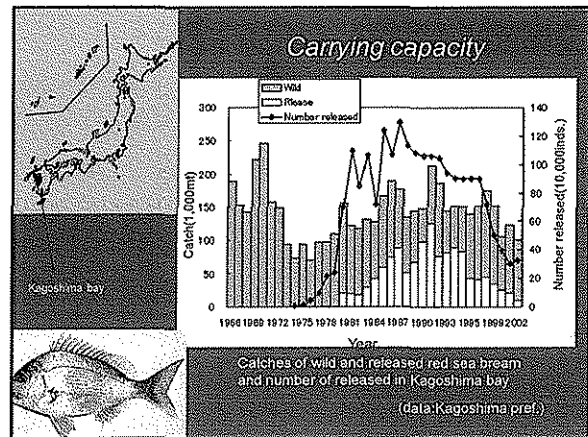 Carrying capacity
Wild
Rlease
Number released
Catch(1,000mt)
300
250
200
150
100
50
0
Number released(10,000inds.)
140
120
100
80
60
40
20
0
1966 1969 1972 1975 1978 1981 1984 1987 1990 1993 1996 1999 2002
Year
Kagoshima bay
Catches of wild and released red sea bream
and number of released in Kagoshima bay
(data:Kagoshima pref.)